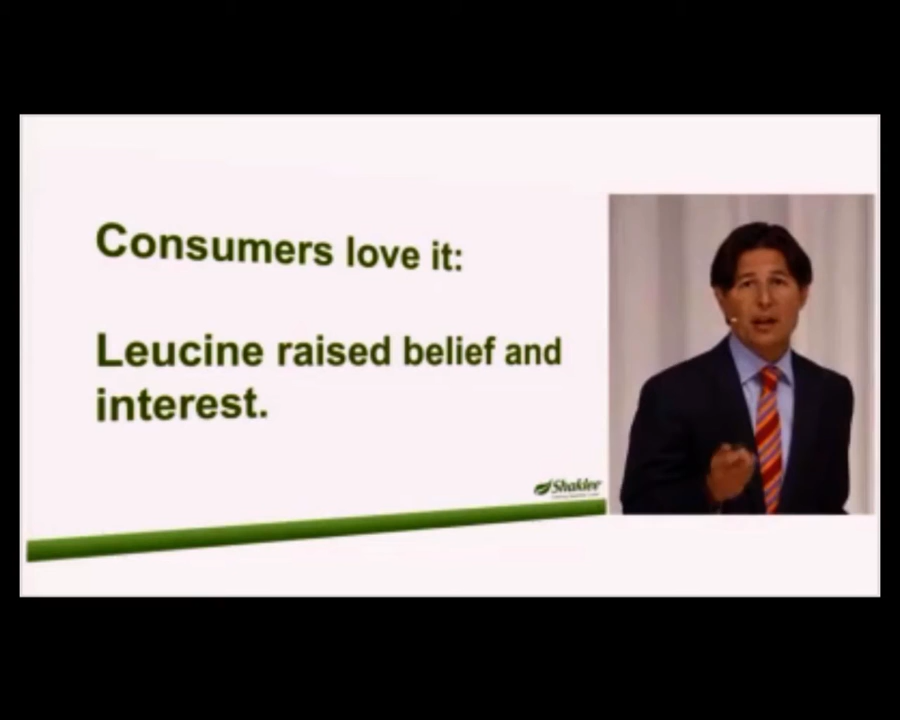 Consumers love it:
Leucine raised belief and
interest.
Shaklee